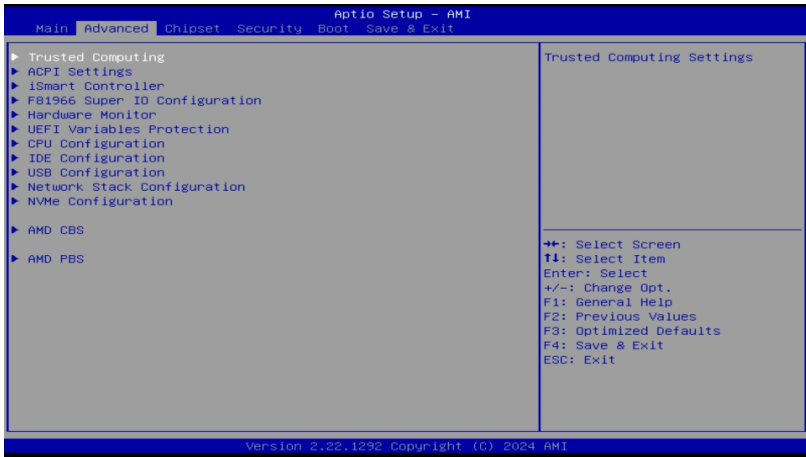 Aptio Setup - AMI
Main Advanced Chipset Security Boot Save & Exit
Trusted Computing
ACPI Settings
iSmart Controller
F81966 Super IO Configuration
Hardware Monitor
UEFI Variables Protection
CPU Configuration
IDE Configuration
USB Configuration
Network Stack Configuration
NVMe Configuration
AMD CBS
AMD PBS
Trusted Computing Settings
→←: Select Screen
↑↓: Select Item
Enter: Select
+/-: Change Opt.
F1: General Help
F2: Previous Values
F3: Optimized Defaults
F4: Save & Exit
ESC: Exit
Version 2.22.1292 Copyright (C) 2024 AMI